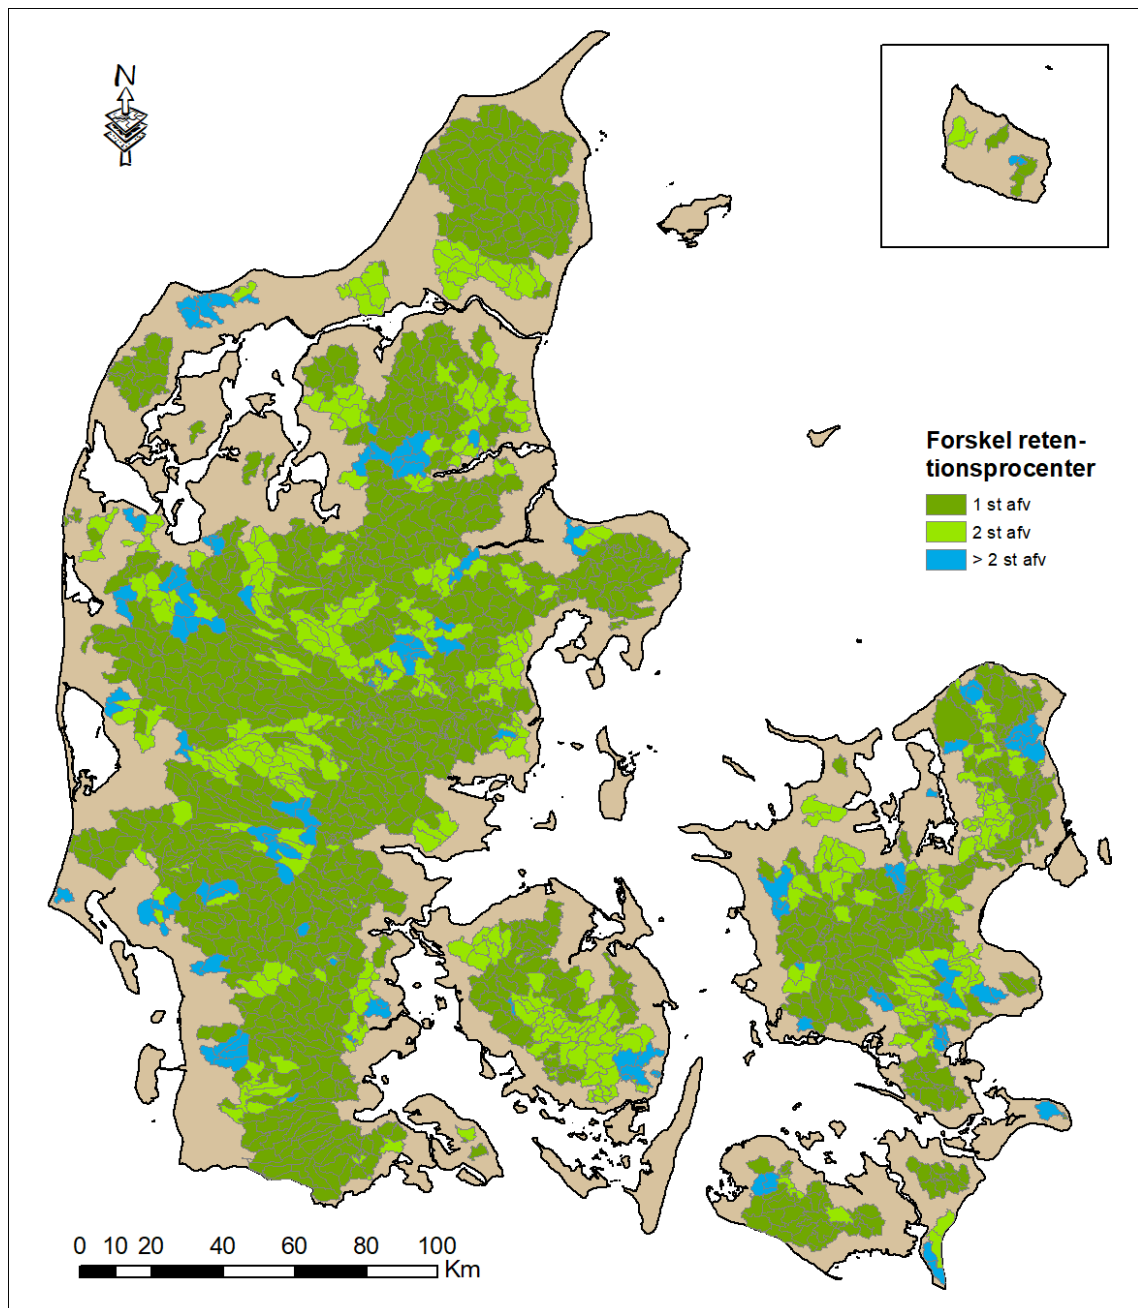 N
Forskel reten-
tionsprocenter
1 st afv
2 st afv
> 2 st afv
0 10 20 40 60 80 100
Km